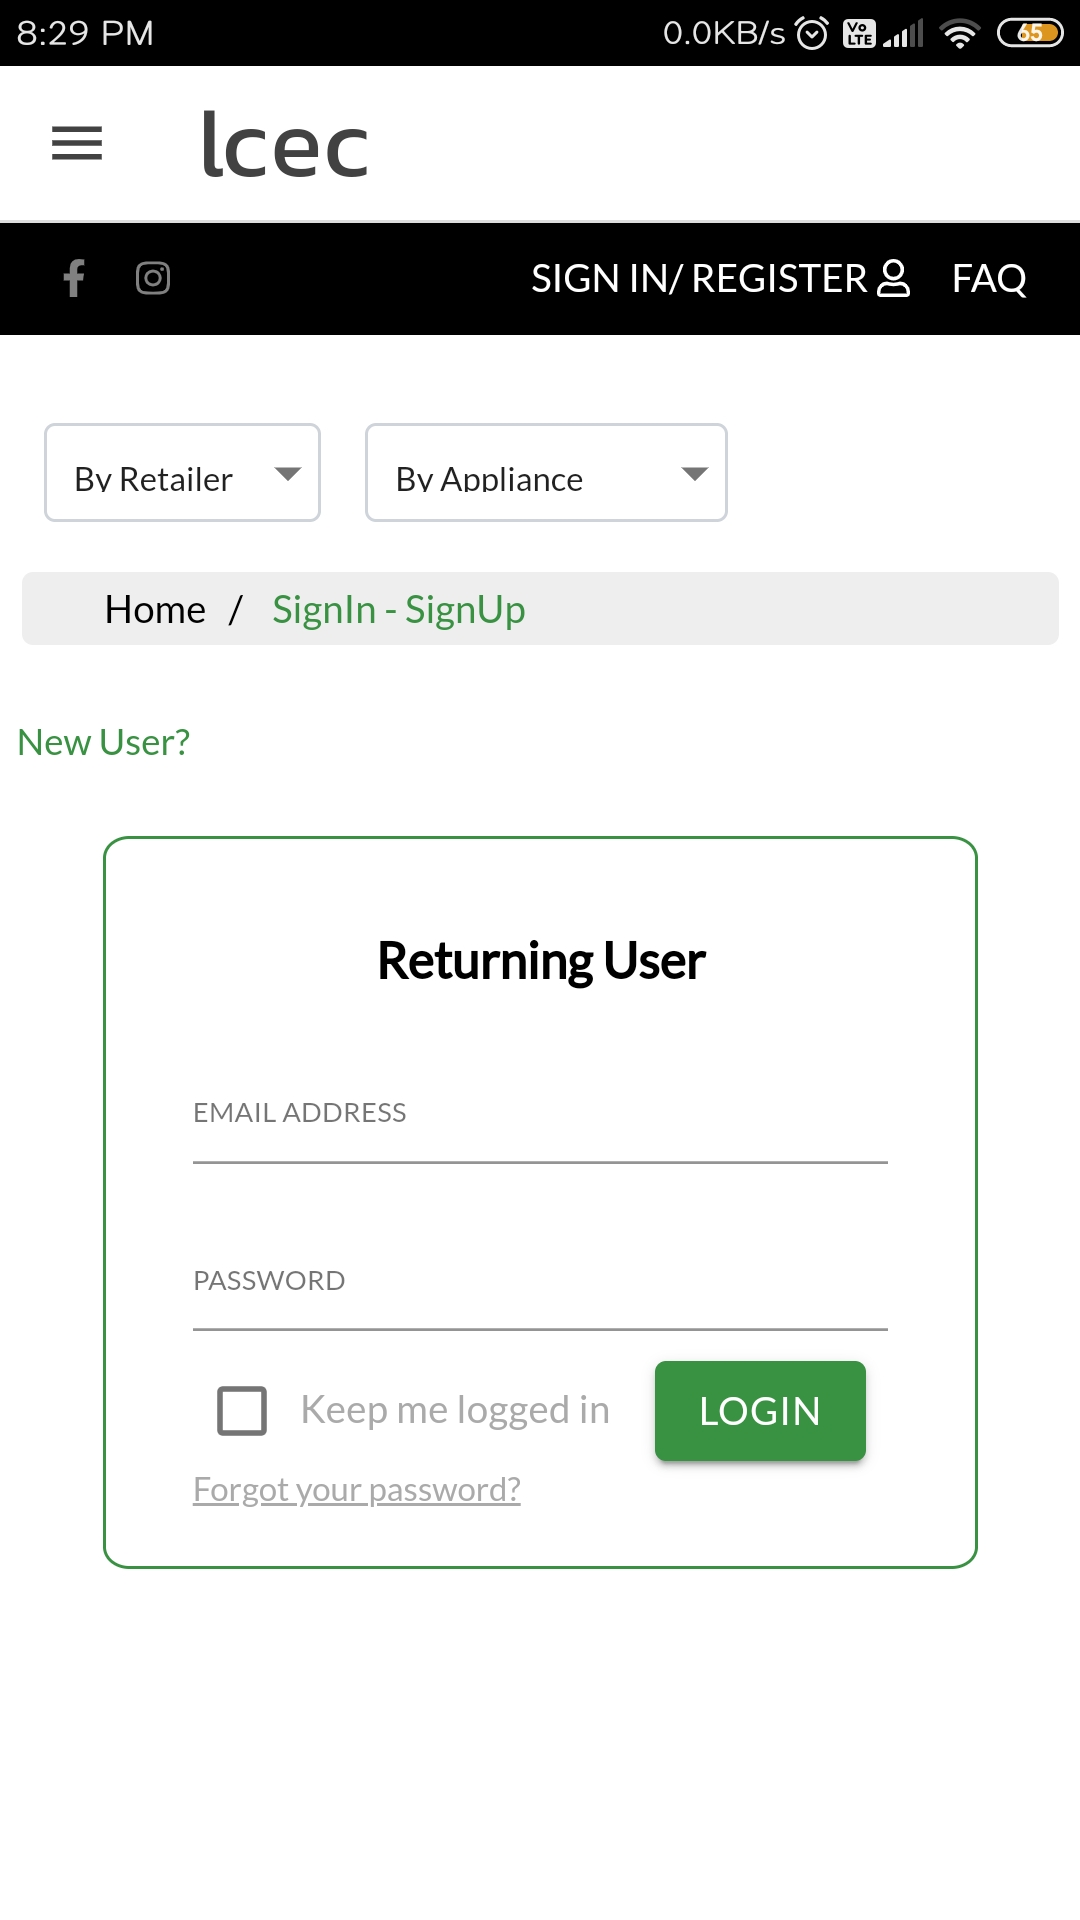 8:29 PM 0.0KB/s Vo LTE 65
lcec
SIGN IN/ REGISTER FAQ
By Retailer By Appliance
Home / SignIn - SignUp
New User?
Returning User
EMAIL ADDRESS
PASSWORD
Keep me logged in LOGIN
Forgot your password?